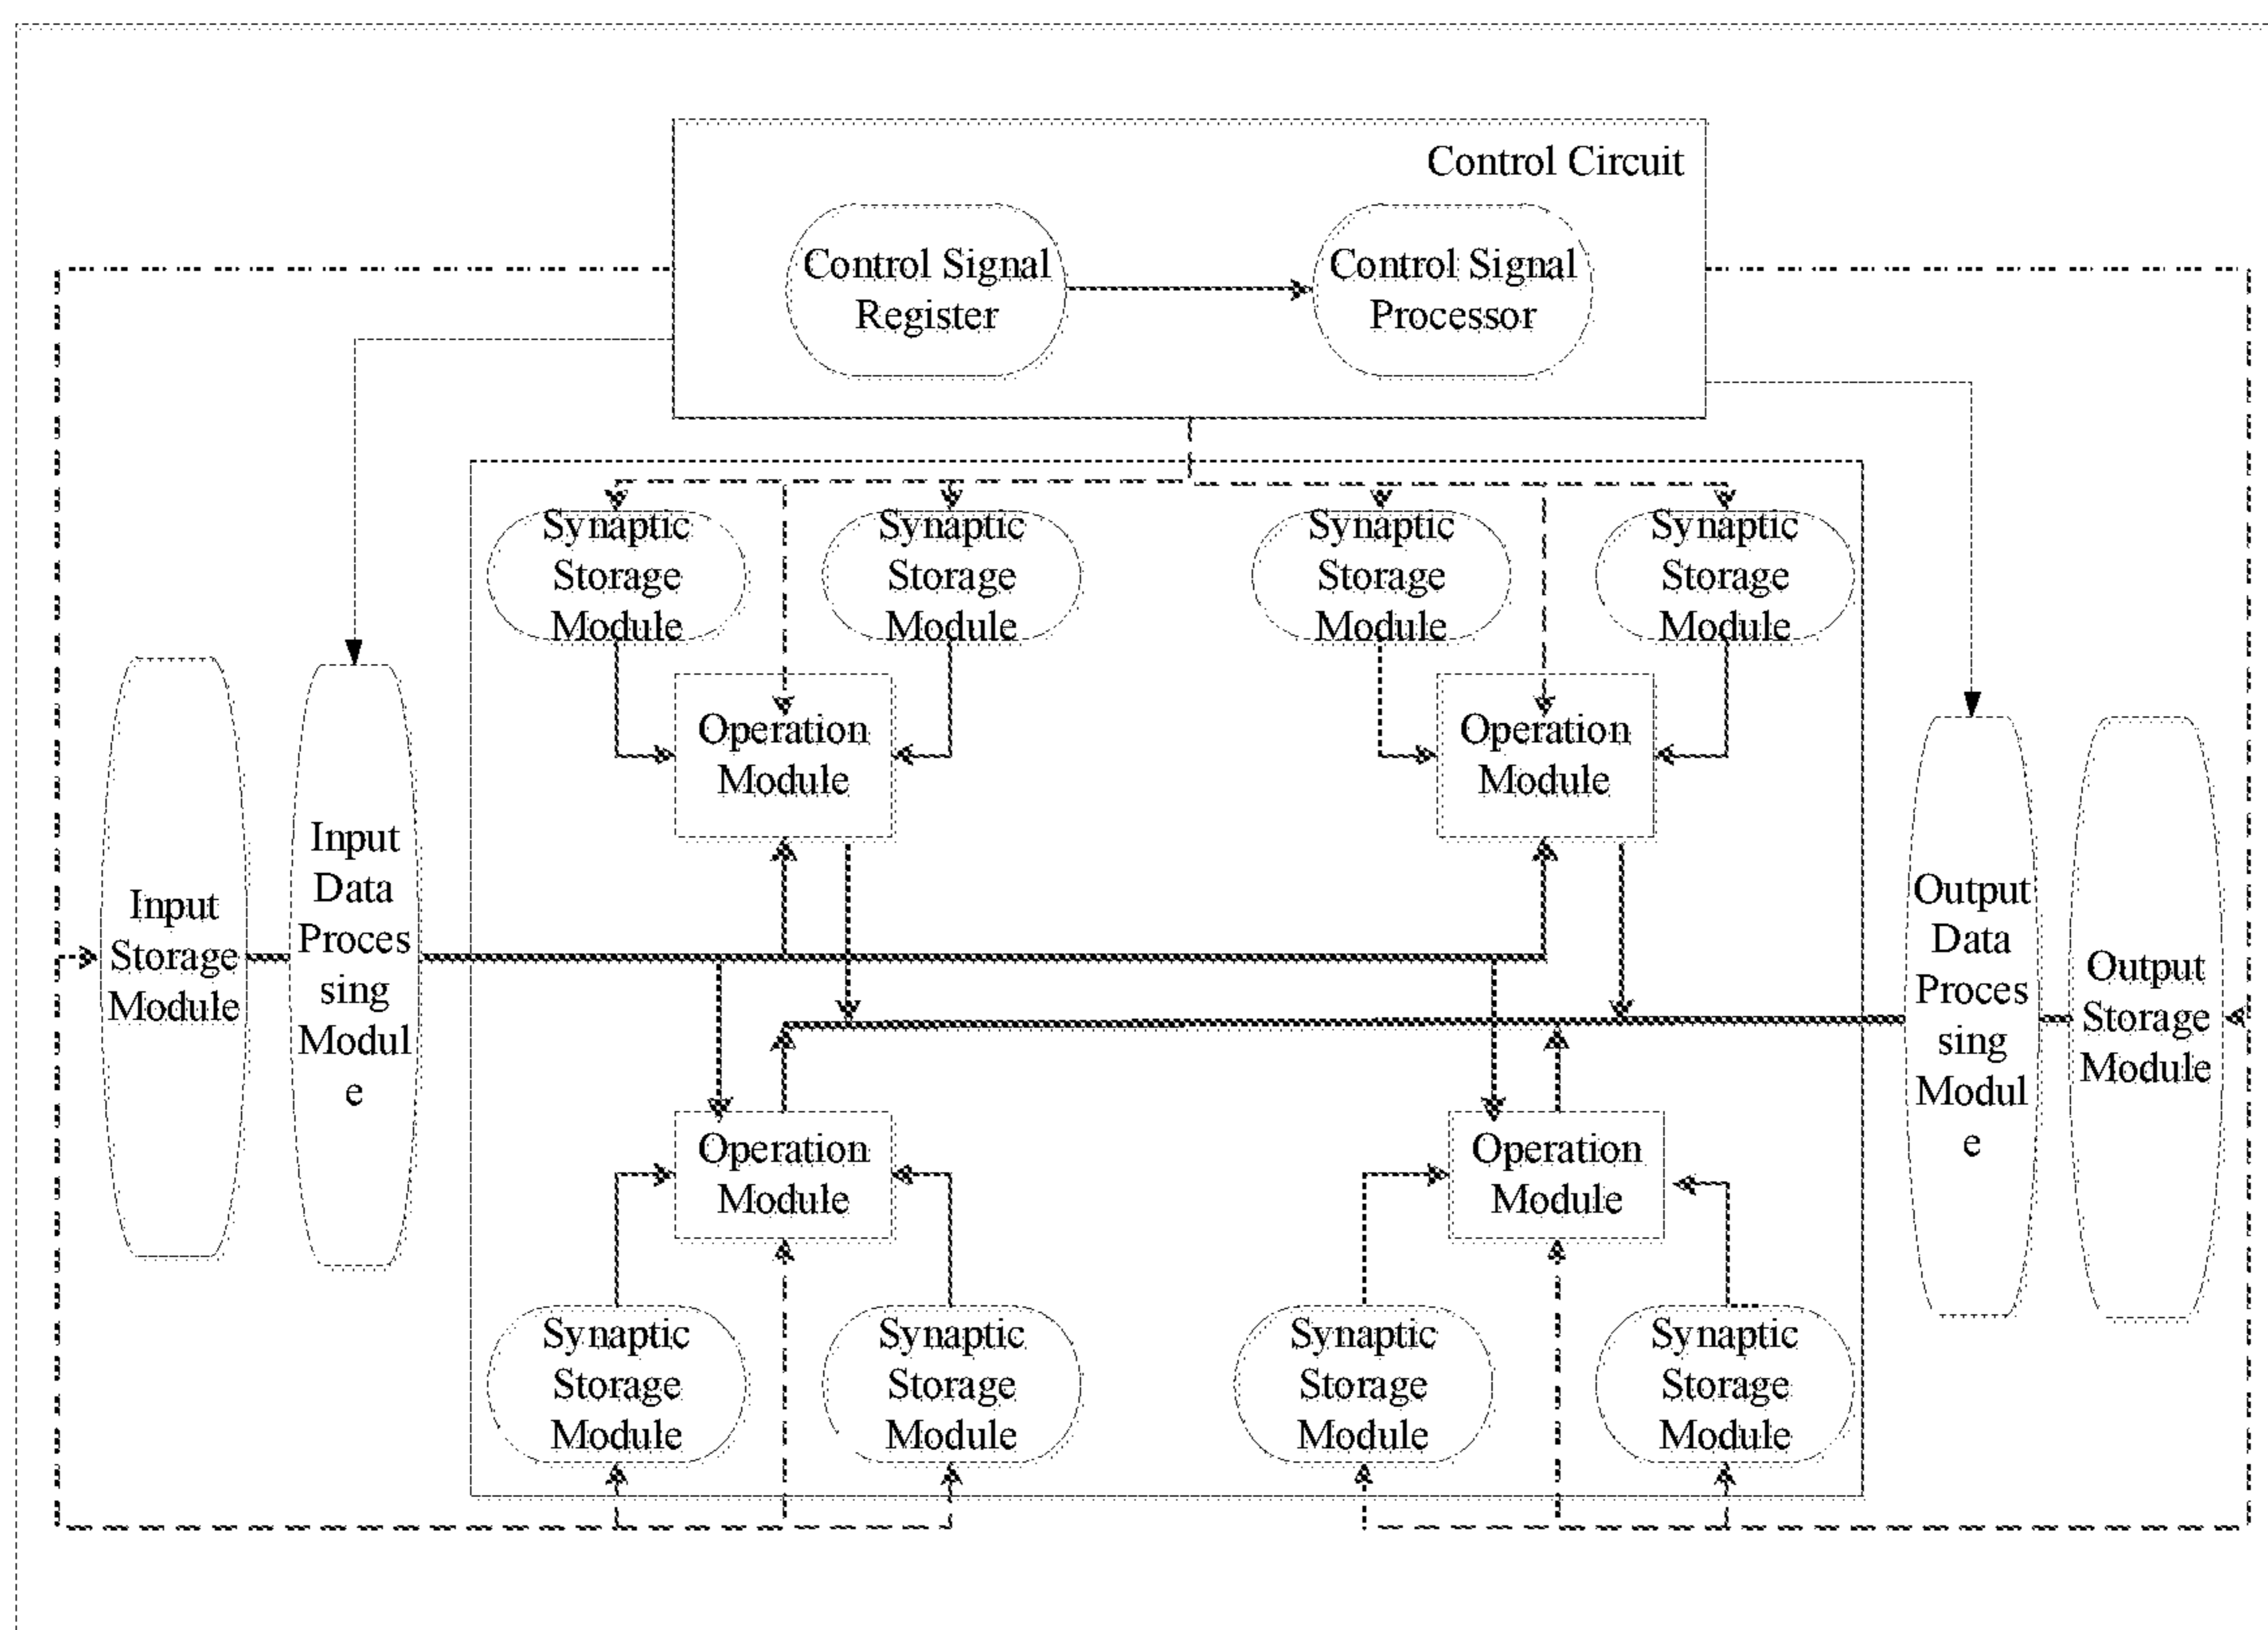 Control Circuit
Control Signal
Register
Control Signal
Processor
Synaptic
Storage
Module
Synaptic
Storage
Module
Synaptic
Storage
Module
Synaptic
Storage
Module
Operation
Module
Operation
Module
Input
Storage
Module
Input
Data
Proces
sing
Modul
e
Output
Data
Proces
sing
Modul
e
Output
Storage
Module
Operation
Module
Operation
Module
Synaptic
Storage
Module
Synaptic
Storage
Module
Synaptic
Storage
Module
Synaptic
Storage
Module